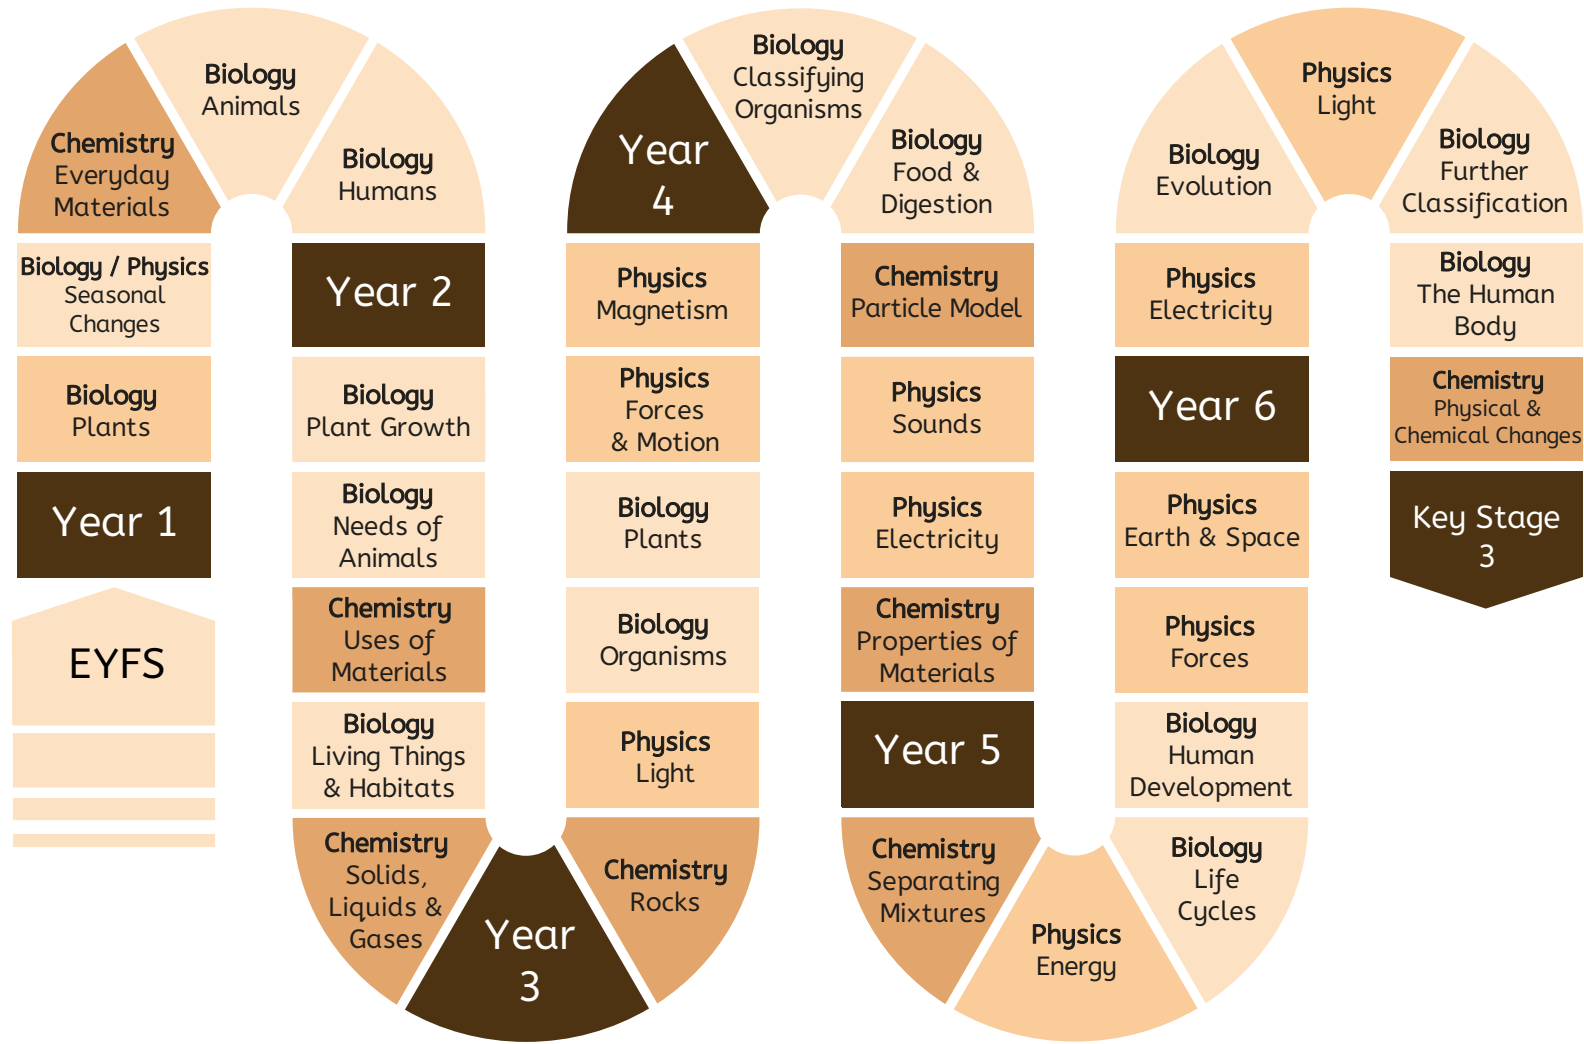 EYFS
Year 1
Biology
Plants
Biology / Physics
Seasonal
Changes
Chemistry
Everyday
Materials
Biology
Animals
Biology
Humans
Year 2
Biology
Plant Growth
Biology
Needs of
Animals
Chemistry
Uses of
Materials
Biology
Living Things
& Habitats
Chemistry
Solids,
Liquids &
Gases
Year
3
Chemistry
Rocks
Physics
Light
Biology
Organisms
Biology
Plants
Physics
Forces
& Motion
Physics
Magnetism
Year
4
Biology
Classifying
Organisms
Biology
Food &
Digestion
Chemistry
Particle Model
Physics
Sounds
Physics
Electricity
Chemistry
Properties of
Materials
Year 5
Chemistry
Separating
Mixtures
Physics
Energy
Biology
Life
Cycles
Biology
Human
Development
Physics
Forces
Physics
Earth & Space
Year 6
Physics
Electricity
Biology
Evolution
Physics
Light
Biology
Further
Classification
Biology
The Human
Body
Chemistry
Physical &
Chemical Changes
Key Stage
3